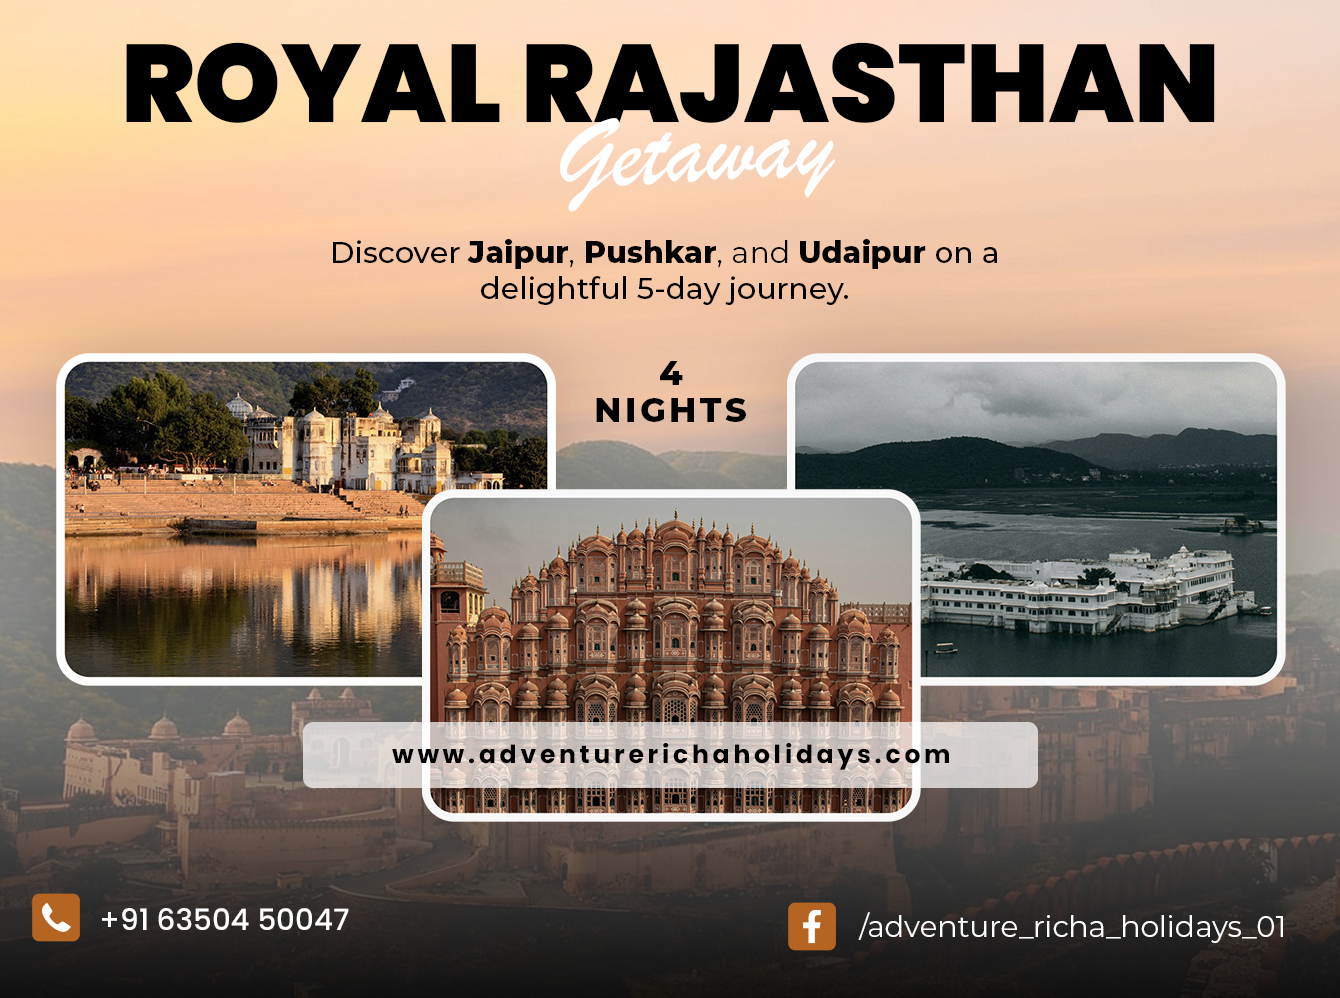 ROYAL RAJASTHAN
Getaway
Discover Jaipur, Pushkar, and Udaipur on a
delightful 5-day journey.
4
NIGHTS
www.adventurerichaholidays.com
+91 63504 50047
/adventure_richa_holidays_01